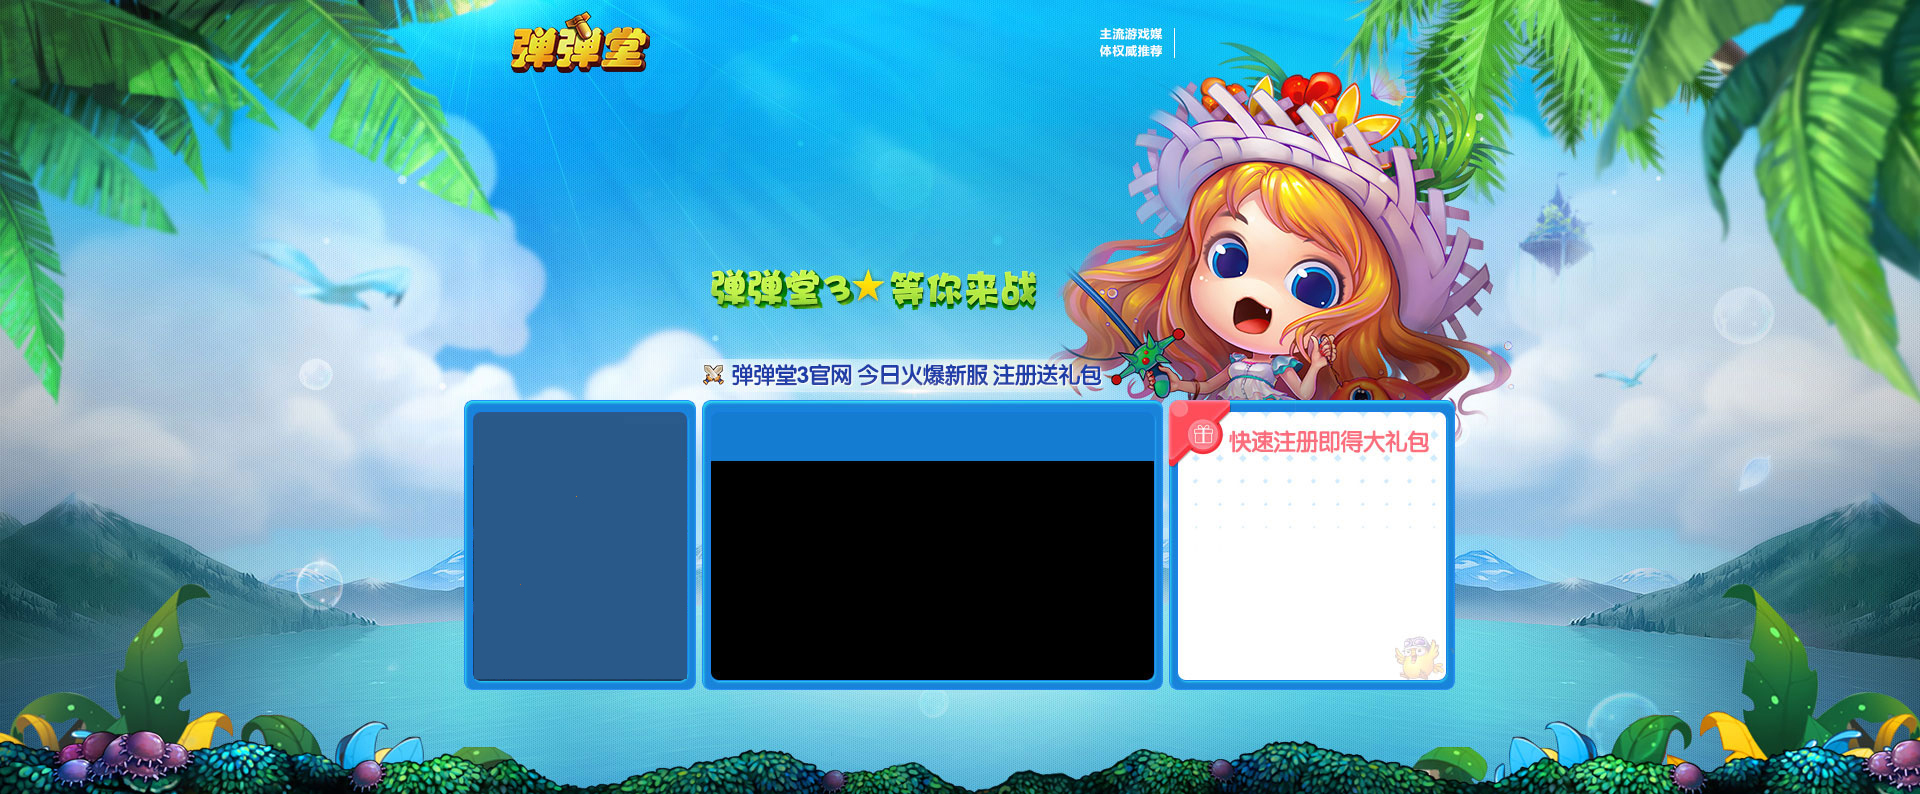 弹弹堂
主流游戏媒
体权威推荐
弹弹堂3★等你来战
弹弹堂3官网 今日火爆新服 注册送礼包
快速注册即得大礼包